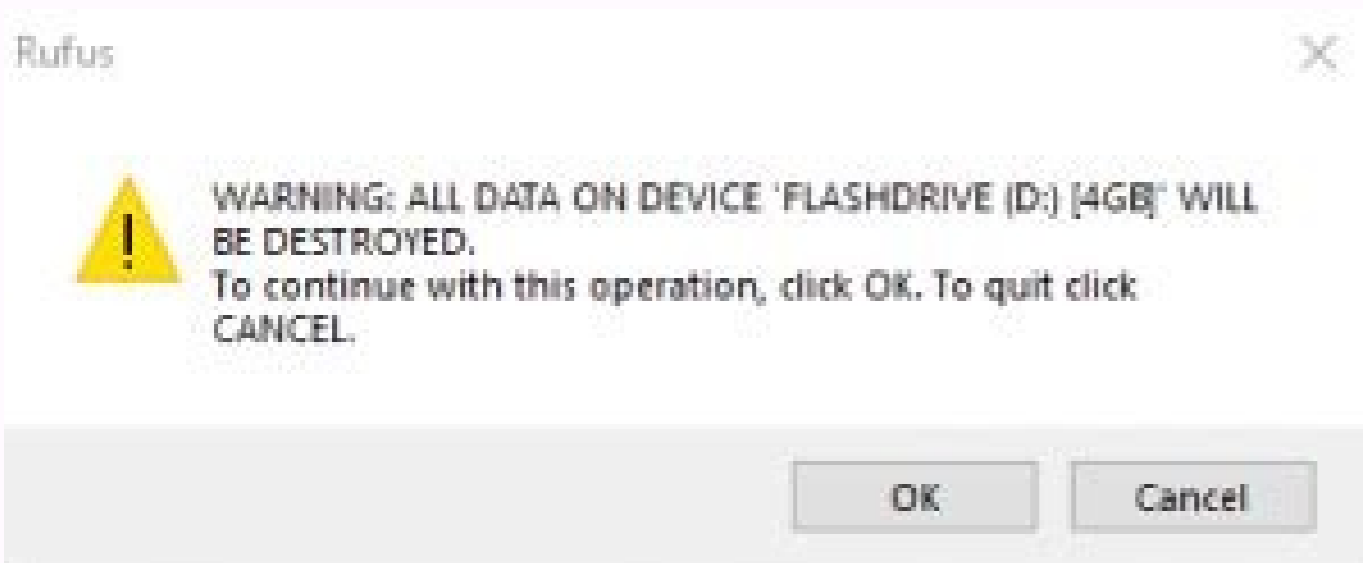 Rufus
WARNING: ALL DATA ON DEVICE 'FLASHDRIVE (D:) [4GB]' WILL
BE DESTROYED.
To continue with this operation, click OK. To quit click
CANCEL.
OK
Cancel